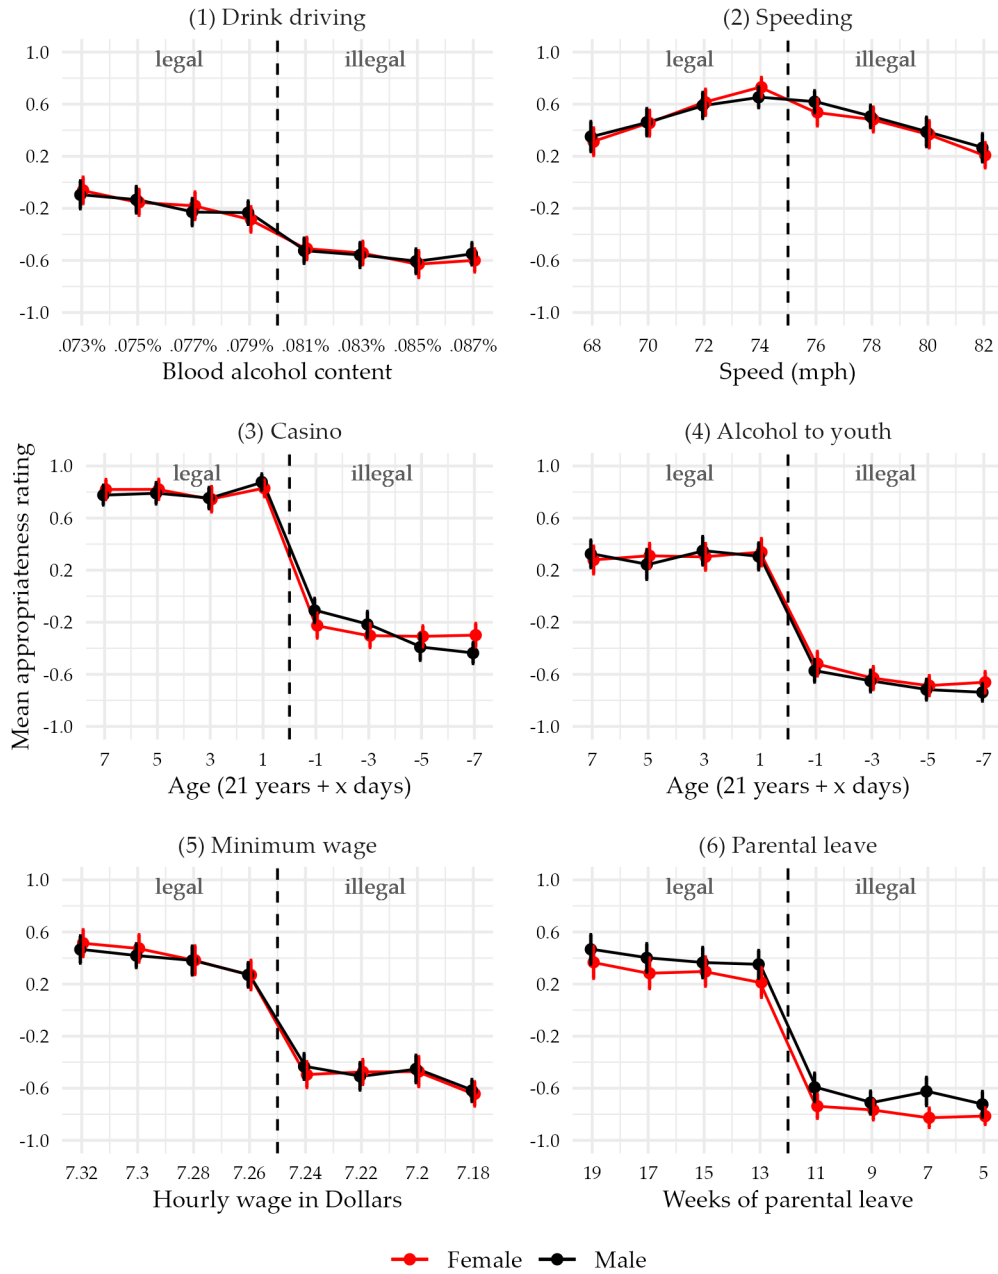 (1) Drink driving
1.0
0.6
0.2
-0.2
-0.6
-1.0
legal
illegal
.073% .075% .077% .079% .081% .083% .085% .087%
Blood alcohol content
(2) Speeding
1.0
0.6
0.2
-0.2
-0.6
-1.0
legal
illegal
68 70 72 74 76 78 80 82
Speed (mph)
Mean appropriateness rating
(3) Casino
1.0
0.6
0.2
-0.2
-0.6
-1.0
legal
illegal
7 5 3 1 -1 -3 -5 -7
Age (21 years + x days)
(4) Alcohol to youth
1.0
0.6
0.2
-0.2
-0.6
-1.0
legal
illegal
7 5 3 1 -1 -3 -5 -7
Age (21 years + x days)
(5) Minimum wage
1.0
0.6
0.2
-0.2
-0.6
-1.0
legal
illegal
7.32 7.3 7.28 7.26 7.24 7.22 7.2 7.18
Hourly wage in Dollars
(6) Parental leave
1.0
0.6
0.2
-0.2
-0.6
-1.0
legal
illegal
19 17 15 13 11 9 7 5
Weeks of parental leave
Female Male